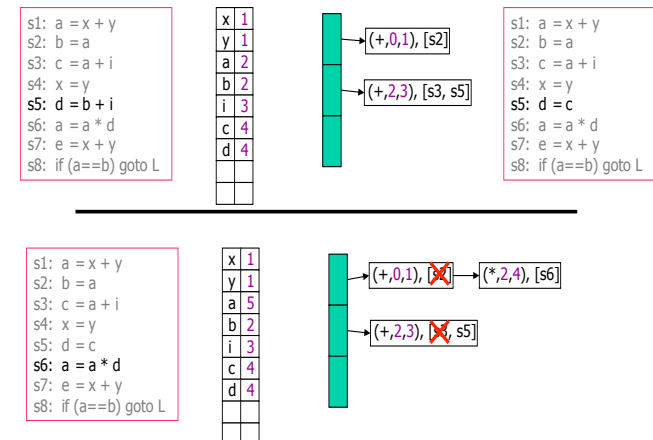 s1: a = x + y
s2: b = a
s3: c = a + i
s4: x = y
s5: d = b + i
s6: a = a * d
s7: e = x + y
s8: if (a==b) goto L
x 1
y 1
a 2
b 2
i 3
c 4
d 4
(+,0,1), [s2]
(+,2,3), [s3, s5]
s1: a = x + y
s2: b = a
s3: c = a + i
s4: x = y
s5: d = c
s6: a = a * d
s7: e = x + y
s8: if (a==b) goto L
s1: a = x + y
s2: b = a
s3: c = a + i
s4: x = y
s5: d = c
s6: a = a * d
s7: e = x + y
s8: if (a==b) goto L
x 1
y 1
a 5
b 2
i 3
c 4
d 4
(+,0,1), [s2]
(*,2,4), [s6]
(+,2,3), [s3, s5]